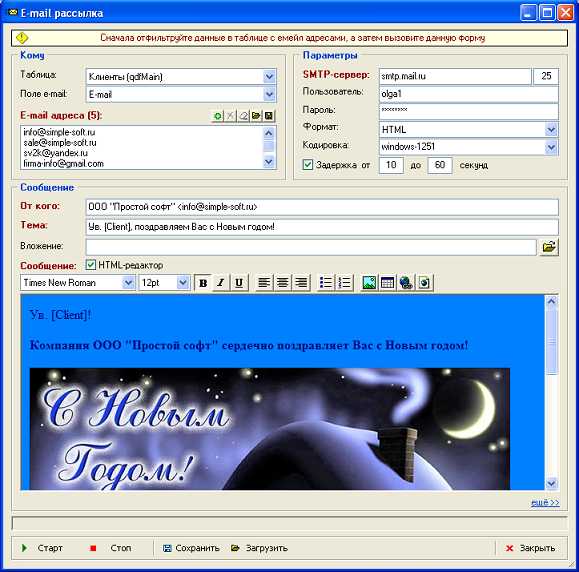 E-mail рассылка
Сначала отфильтруйте данные в таблице с емейл адресами, а затем вызовите данную форму
Кому
Таблица: Клиенты (qdfMain)
Поле e-mail: E-mail
E-mail адреса (5):
info@simple-soft.ru
sale@simple-soft.ru
sv2k@yandex.ru
firma-info@gmail.com
Параметры
SMTP-сервер: smtp.mail.ru 25
Пользователь: olga1
Пароль: ********
Формат: HTML
Кодировка: windows-1251
Задержка от 10 до 60 секунд
Сообщение
От кого: ООО "Простой софт" <info@simple-soft.ru>
Тема: Ув. [Client], поздравляем Вас с Новым годом!
Вложение:
Сообщение: HTML-редактор
Times New Roman 12pt B I U
Ув. [Client]!
Компания ООО "Простой софт" сердечно поздравляет Вас с Новым годом!
С Новым
Годом!
ещё >>
Старт Стоп Сохранить Загрузить Закрыть